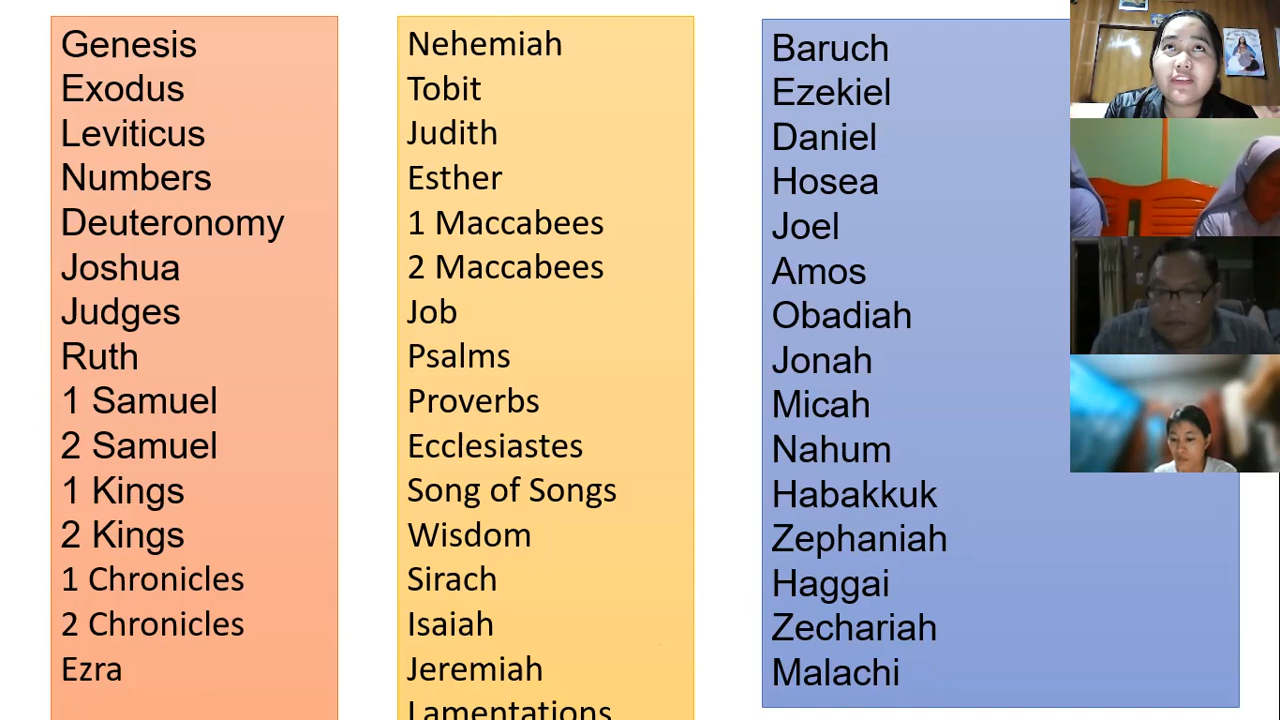 Genesis
Exodus
Leviticus
Numbers
Deuteronomy
Joshua
Judges
Ruth
1 Samuel
2 Samuel
1 Kings
2 Kings
1 Chronicles
2 Chronicles
Ezra
Nehemiah
Tobit
Judith
Esther
1 Maccabees
2 Maccabees
Job
Psalms
Proverbs
Ecclesiastes
Song of Songs
Wisdom
Sirach
Isaiah
Jeremiah
Lamentations
Baruch
Ezekiel
Daniel
Hosea
Joel
Amos
Obadiah
Jonah
Micah
Nahum
Habakkuk
Zephaniah
Haggai
Zechariah
Malachi